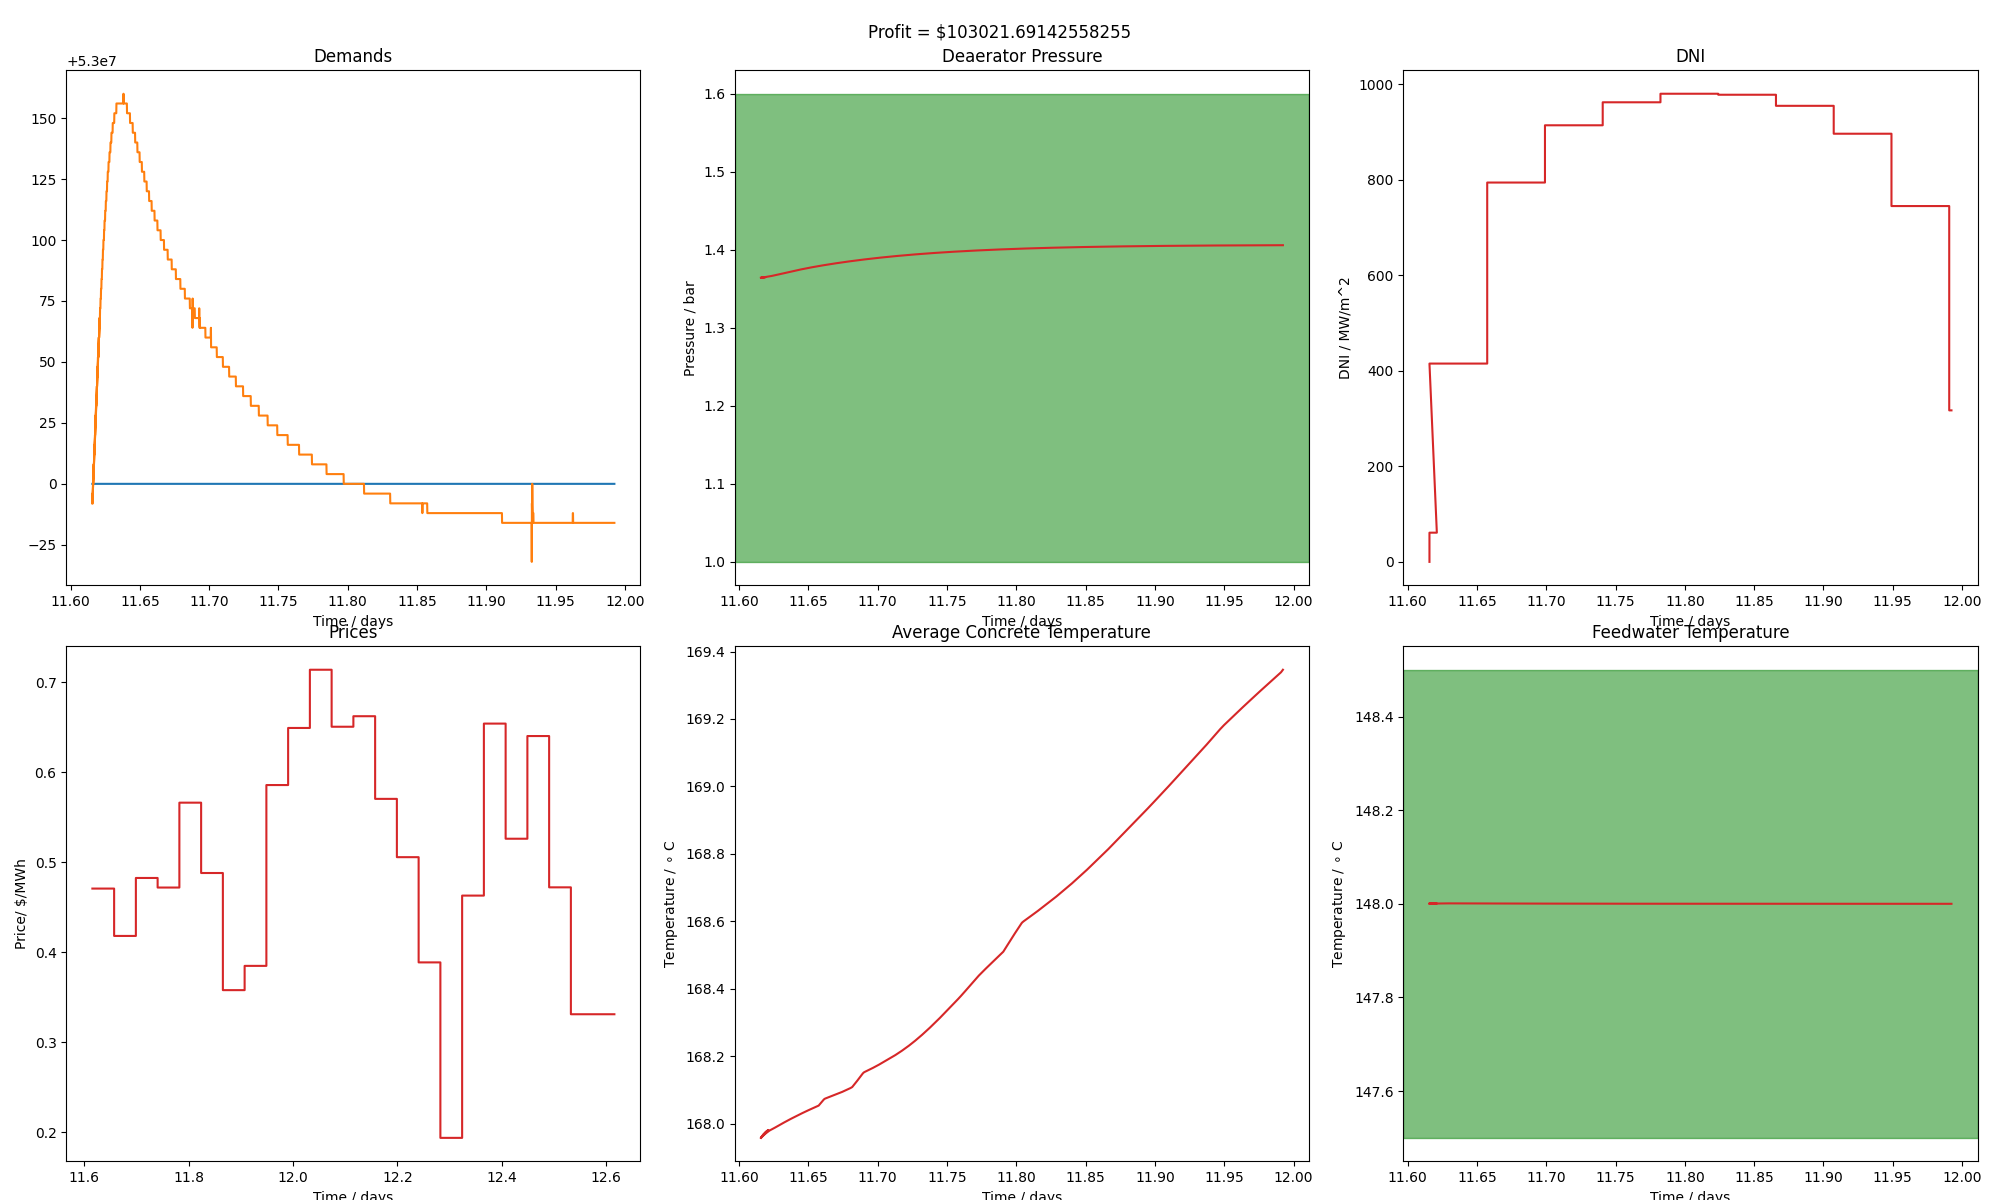 Profit = $103021.69142558255
Demands
+5.3e7
150
125
100
75
50
25
0
−25
11.60 11.65 11.70 11.75 11.80 11.85 11.90 11.95 12.00
Time / days
Deaerator Pressure
Pressure / bar
1.6
1.5
1.4
1.3
1.2
1.1
1.0
11.60 11.65 11.70 11.75 11.80 11.85 11.90 11.95 12.00
Time / days
DNI
DNI / MW/m^2
1000
800
600
400
200
0
11.60 11.65 11.70 11.75 11.80 11.85 11.90 11.95 12.00
Time / days
Prices
Price/ $/MWh
0.7
0.6
0.5
0.4
0.3
0.2
11.6 11.8 12.0 12.2 12.4 12.6
Time / days
Average Concrete Temperature
Temperature / ∘ C
169.4
169.2
169.0
168.8
168.6
168.4
168.2
168.0
11.60 11.65 11.70 11.75 11.80 11.85 11.90 11.95 12.00
Time / days
Feedwater Temperature
Temperature / ∘ C
148.4
148.2
148.0
147.8
147.6
11.60 11.65 11.70 11.75 11.80 11.85 11.90 11.95 12.00
Time / days